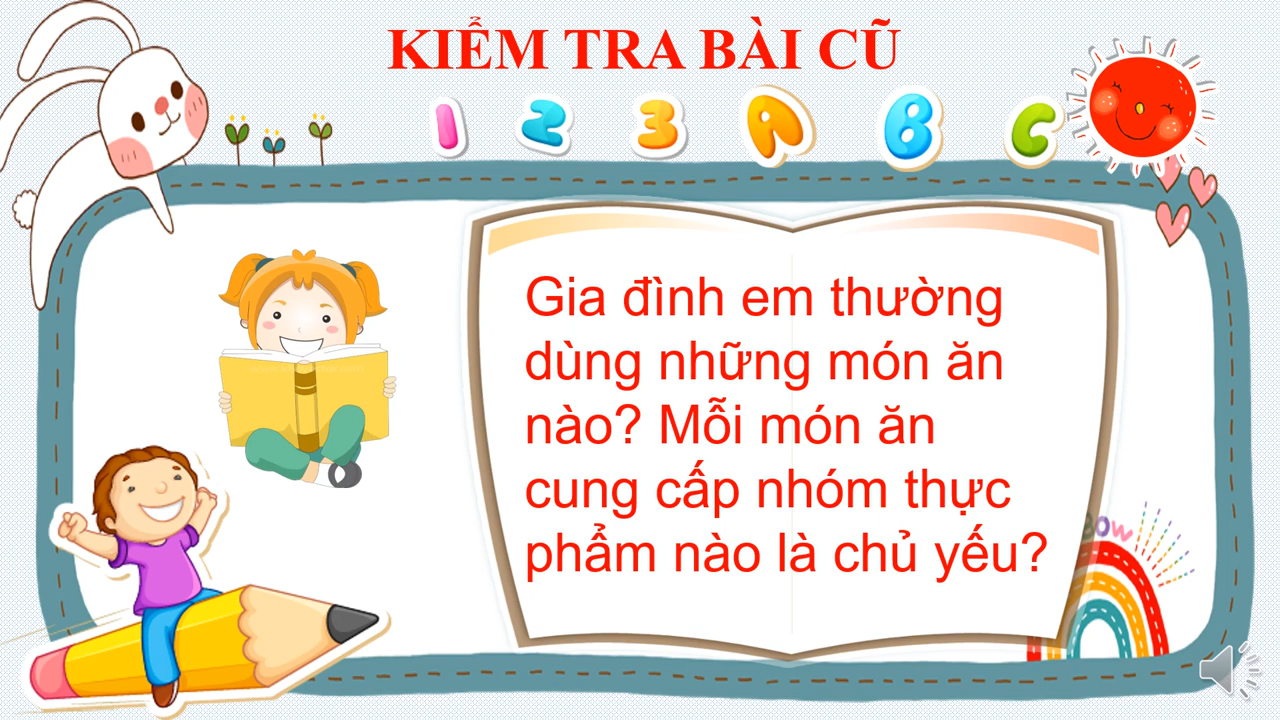 KIỂM TRA BÀI CŨ
1 2 3 A B C
Gia đình em thường
dùng những món ăn
nào? Mỗi món ăn
cung cấp nhóm thực
phẩm nào là chủ yếu?